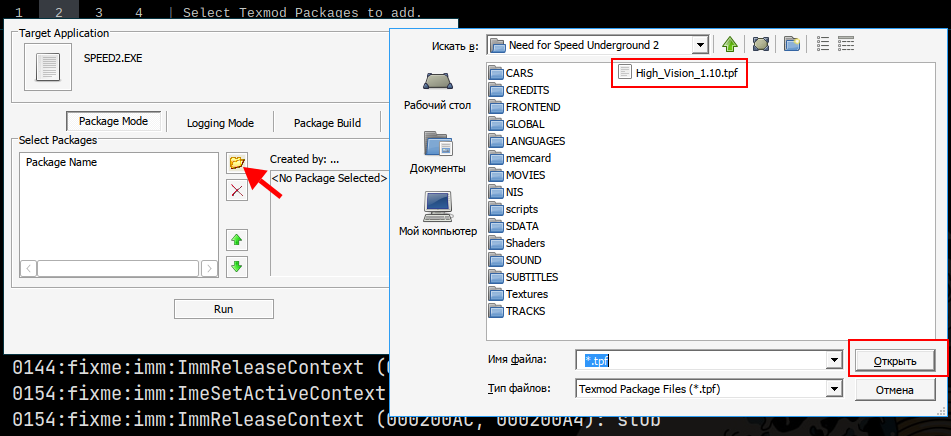 1 2 3 4 | Select Texmod Packages to add.
Target Application
SPEED2.EXE
Package Mode
Logging Mode
Package Build
Select Packages
Package Name
Created by: ...
<No Package Selected>
Run
Искать в:
Need for Speed Underground 2
Рабочий стол
Документы
Мой компьютер
CARS
CREDITS
FRONTEND
GLOBAL
LANGUAGES
memcard
MOVIES
NIS
scripts
SDATA
Shaders
SOUND
SUBTITLES
Textures
TRACKS
High_Vision_1.10.tpf
Имя файла:
*.tpf
Открыть
Тип файлов:
Texmod Package Files (*.tpf)
Отмена
0144:fixme:imm:ImmReleaseContext (0
0154:fixme:imm:ImeSetActiveContext
0154:fixme:imm:ImmReleaseContext (000200AC, 000200A4): stub